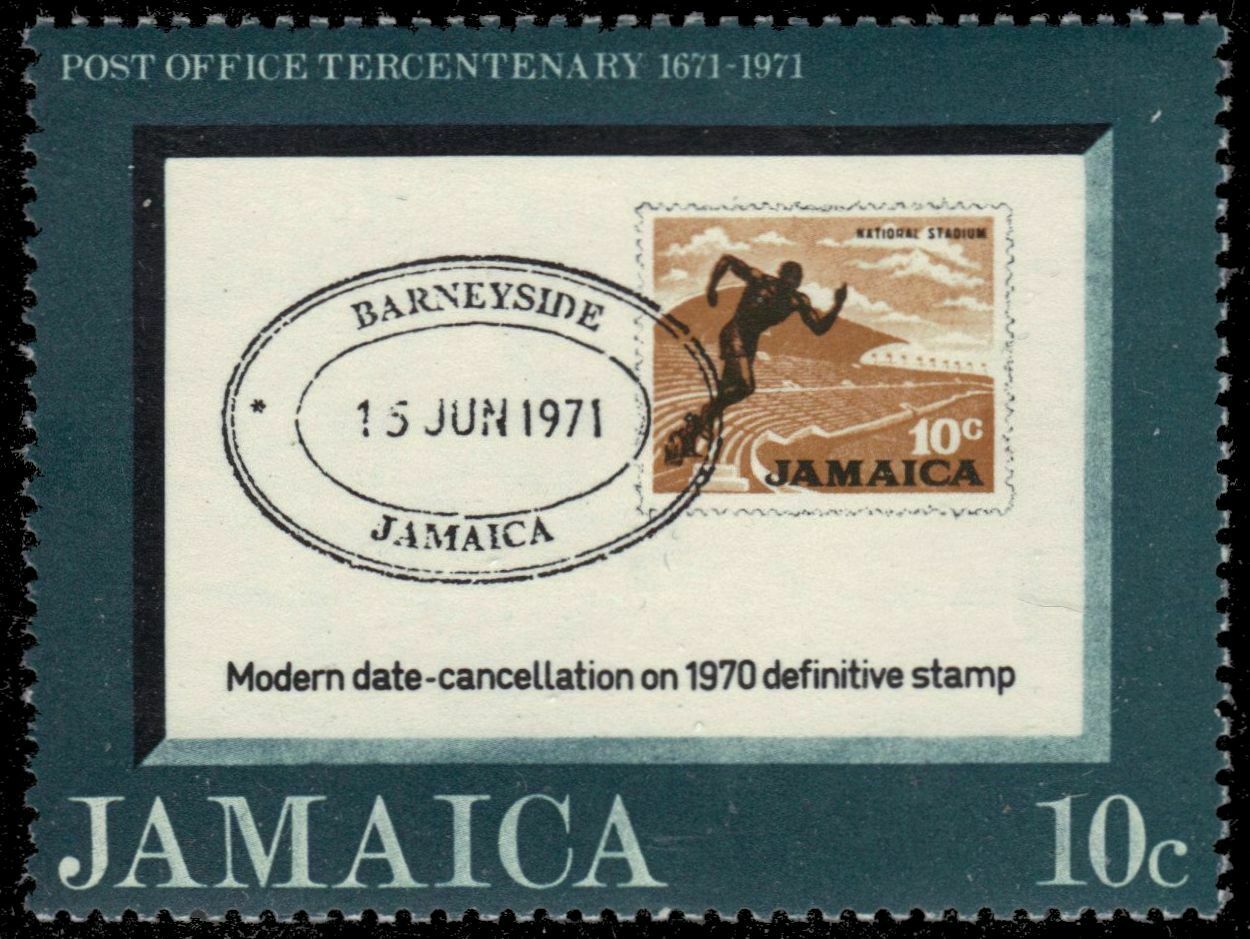 POST OFFICE TERCENTENARY 1671-1971
NATIONAL STADIUM
BARNEYSIDE
* 15 JUN 1971
JAMAICA
10c
JAMAICA
Modern date-cancellation on 1970 definitive stamp
JAMAICA 10c